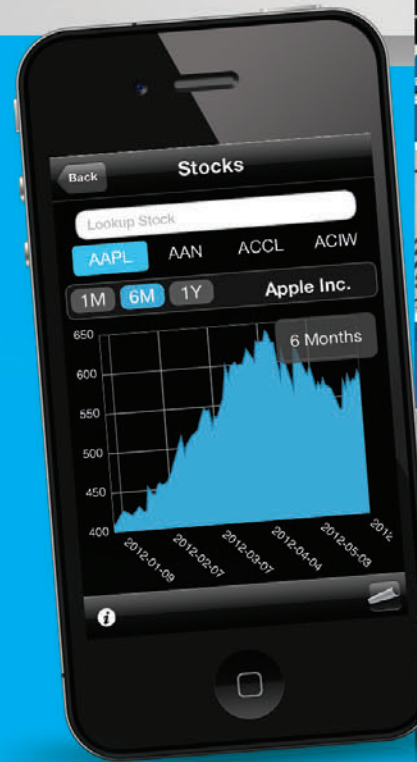 Back
Stocks
Lookup Stock
AAPL AAN ACCL ACIW
1M 6M 1Y Apple Inc.
6 Months
650
600
550
500
450
400
2012-01-09 2012-02-07 2012-03-07 2012-04-04 2012-05-03 2012
i